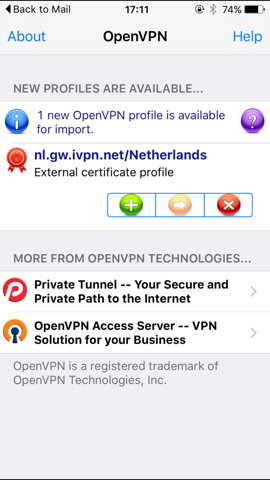 Back to Mail 17:11 74%
About OpenVPN Help
NEW PROFILES ARE AVAILABLE...
1 new OpenVPN profile is available
for import.
nl.gw.ivpn.net/Netherlands
External certificate profile
MORE FROM OPENVPN TECHNOLOGIES...
Private Tunnel -- Your Secure and
Private Path to the Internet
OpenVPN Access Server -- VPN
Solution for your Business
OpenVPN is a registered trademark of
OpenVPN Technologies, Inc.